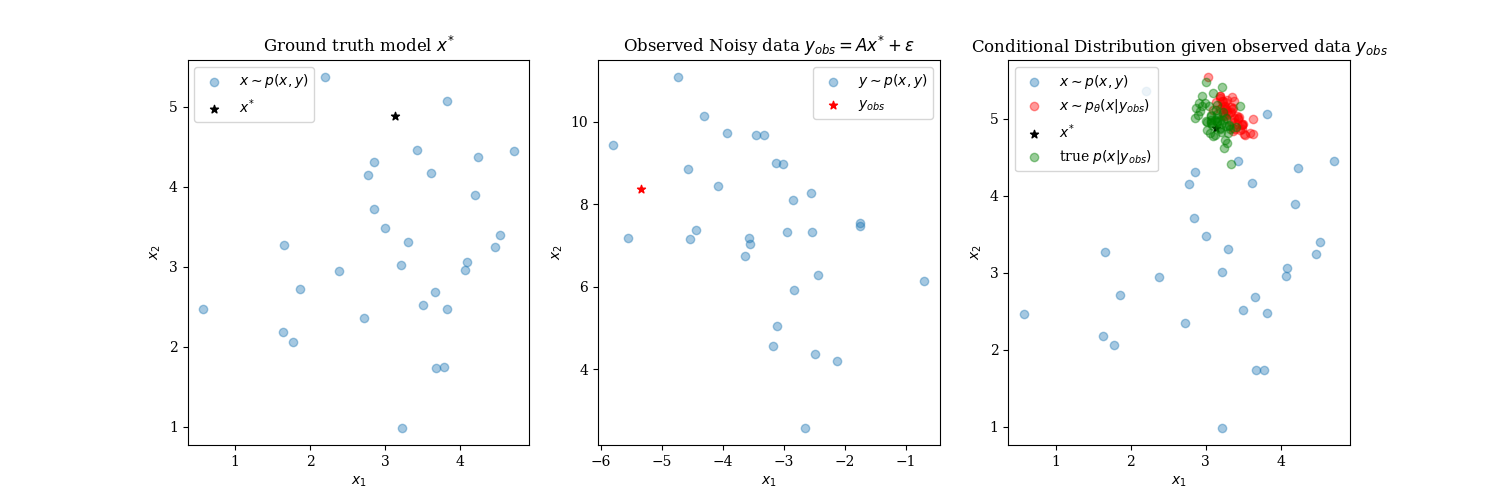 Ground truth model x*
x ~ p(x, y)
x*
5
4
3
2
1
x₂
1
2
3
4
x₁
Observed Noisy data y_obs = Ax* + ε
y ~ p(x, y)
y_obs
10
8
6
4
x₂
−6
−5
−4
−3
−2
−1
x₁
Conditional Distribution given observed data y_obs
x ~ p(x, y)
x ~ p_θ(x|y_obs)
x*
true p(x|y_obs)
5
4
3
2
1
x₂
1
2
3
4
x₁